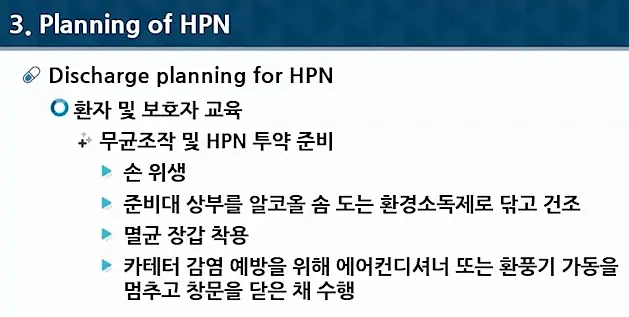 3. Planning of HPN
Discharge planning for HPN
환자 및 보호자 교육
무균조작 및 HPN 투약 준비
손 위생
준비대 상부를 알코올 솜 도는 환경소독제로 닦고 건조
멸균 장갑 착용
카테터 감염 예방을 위해 에어컨디셔너 또는 환풍기 가동을
멈추고 창문을 닫은 채 수행